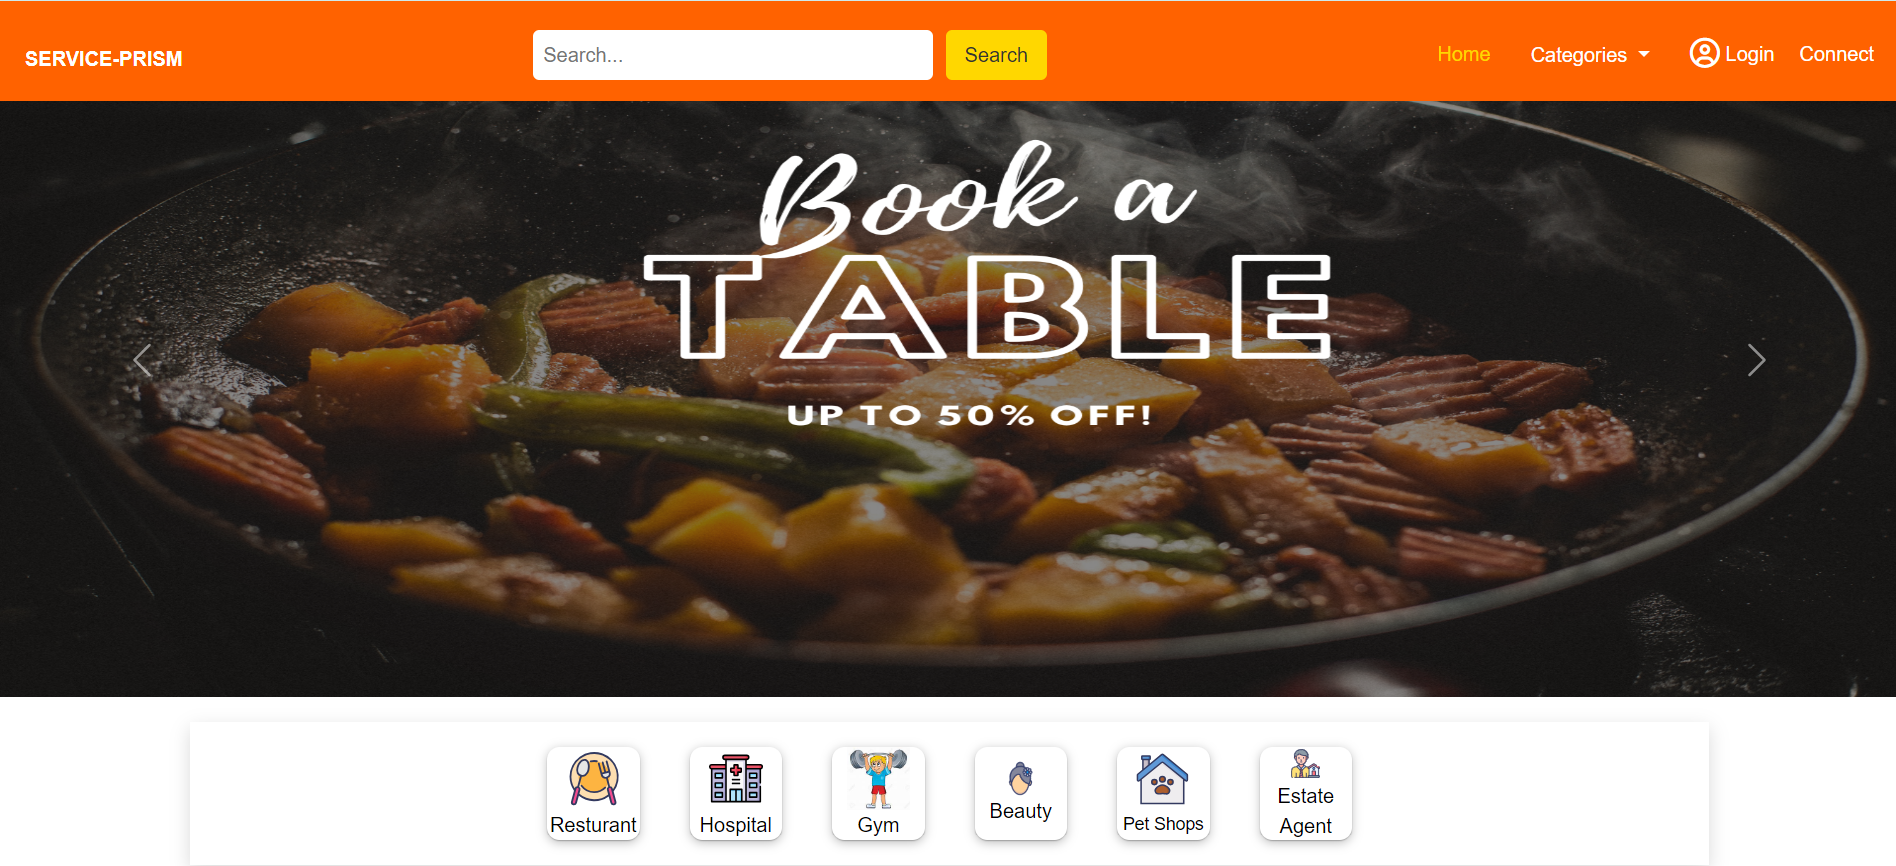 SERVICE-PRISM
Search...
Search
Home
Categories
Login
Connect
Book a
TABLE
UP TO 50% OFF!
Resturant
Hospital
Gym
Beauty
Pet Shops
Estate
Agent